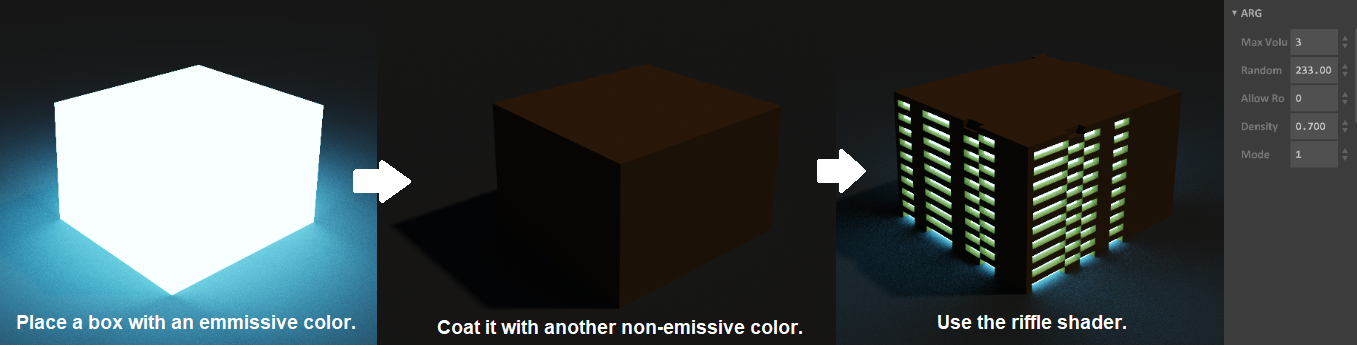 ARG
Max Volu 3
Random 233.00
Allow Ro 0
Density 0.700
Mode 1
Place a box with an emmissive color.
Coat it with another non-emissive color.
Use the riffle shader.